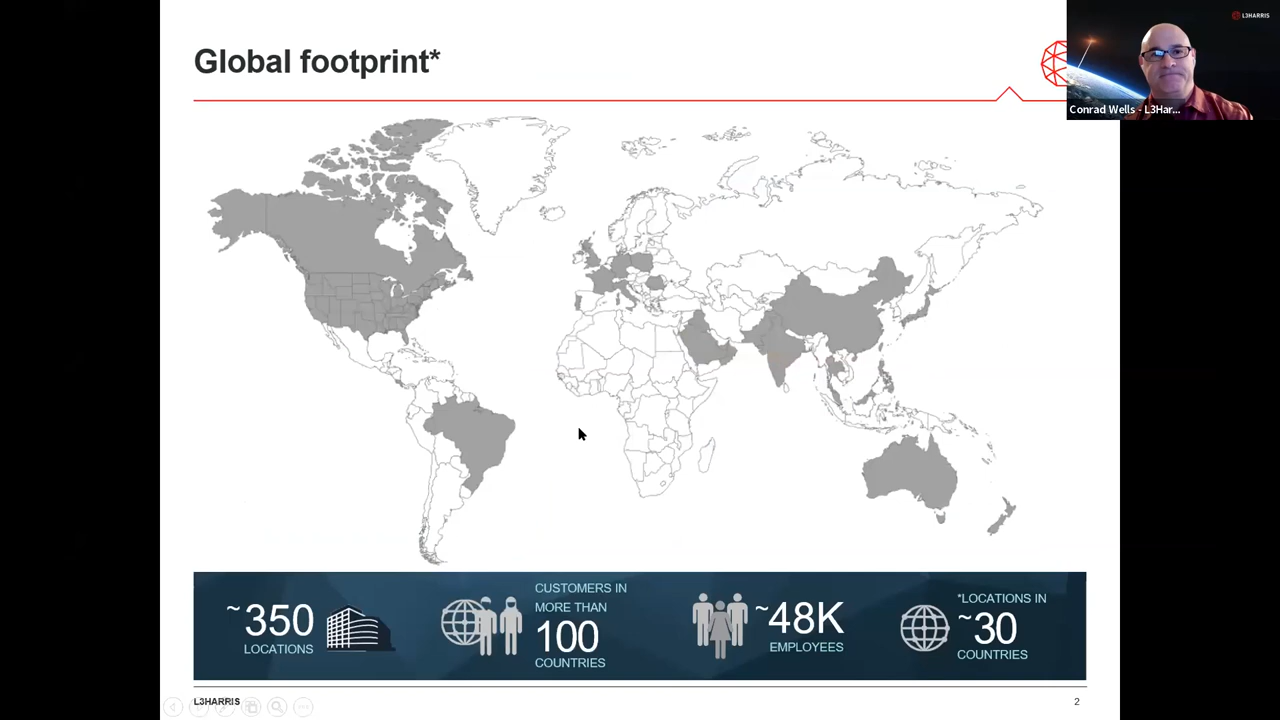 Global footprint*
L3HARRIS
Conrad Wells - L3Har...
~350
LOCATIONS
CUSTOMERS IN
MORE THAN
100
COUNTRIES
~48K
EMPLOYEES
*LOCATIONS IN
~30
COUNTRIES
L3HARRIS
2